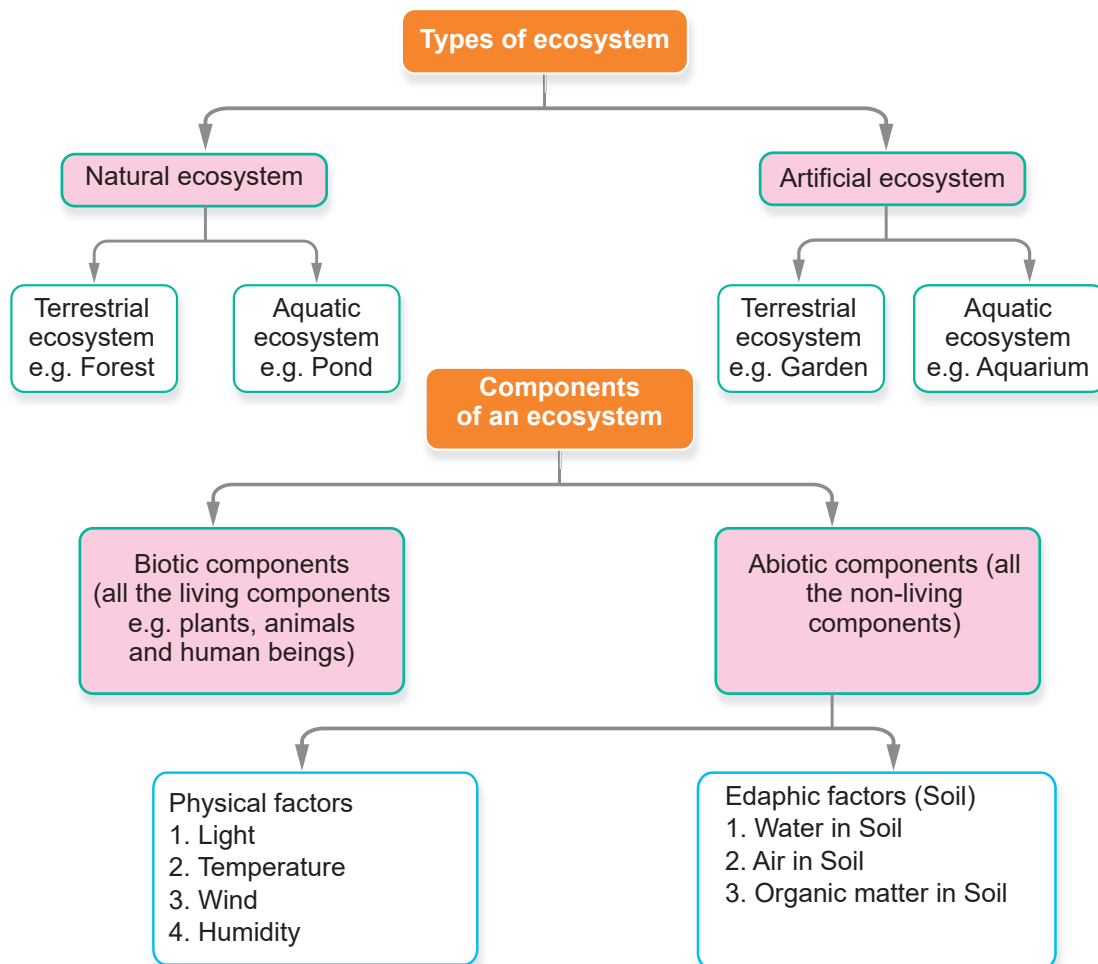 Types of ecosystem
Natural ecosystem
Artificial ecosystem
Terrestrial
ecosystem
e.g. Forest
Aquatic
ecosystem
e.g. Pond
Terrestrial
ecosystem
e.g. Garden
Aquatic
ecosystem
e.g. Aquarium
Components
of an ecosystem
Biotic components
(all the living components
e.g. plants, animals
and human beings)
Abiotic components (all
the non-living
components)
Physical factors
1. Light
2. Temperature
3. Wind
4. Humidity
Edaphic factors (Soil)
1. Water in Soil
2. Air in Soil
3. Organic matter in Soil